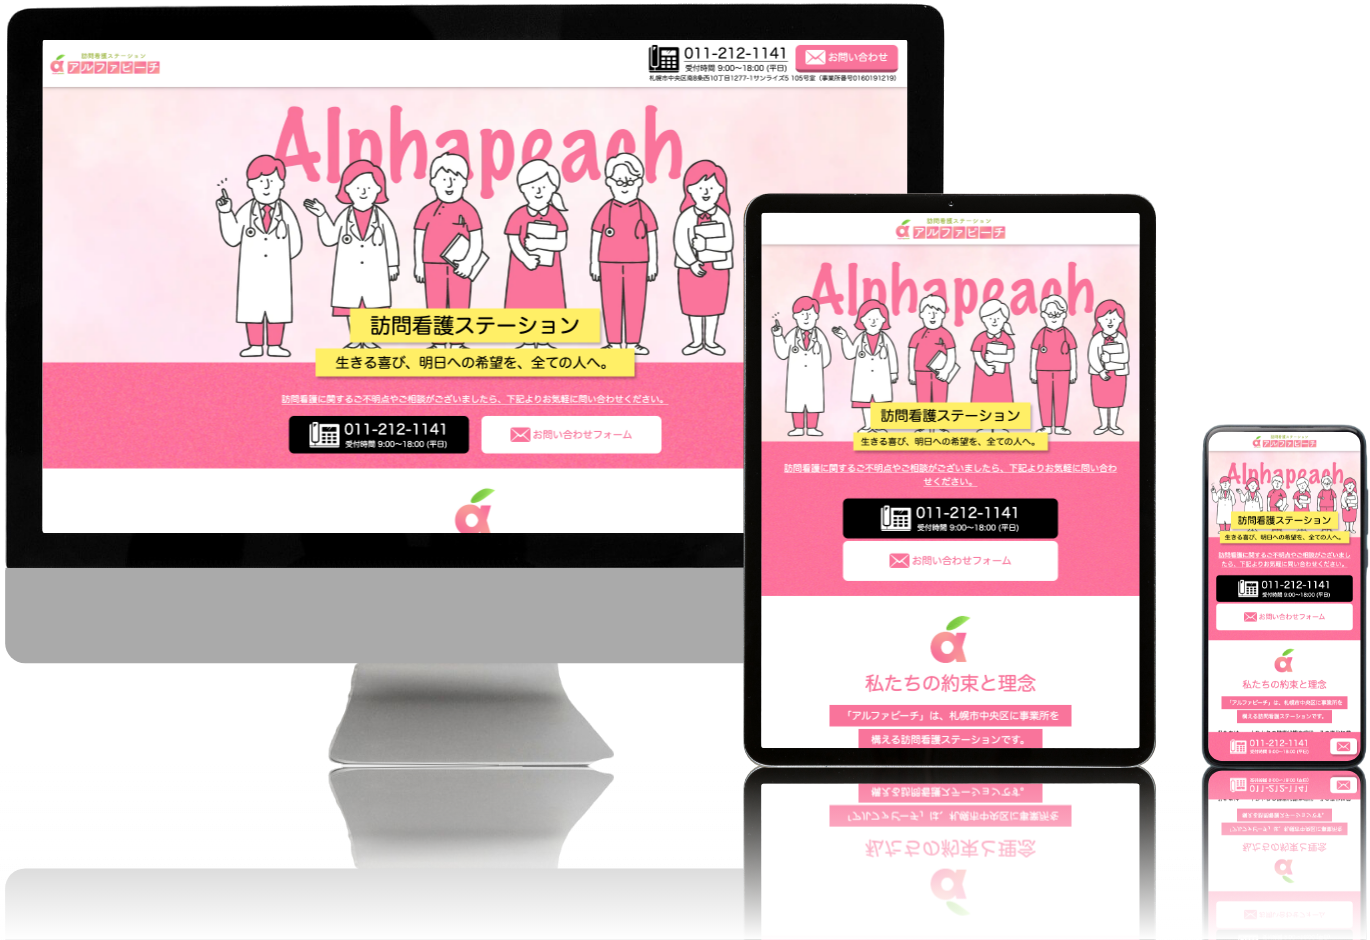 訪問看護ステーション
アルファピーチ
011-212-1141
受付時間 9:00〜18:00 (平日)
お問い合わせ
札幌市中央区南8条西10丁目1277-1サンライズ5 105号室（事業所番号0160191219）
Alphapeach
訪問看護ステーション
生きる喜び、明日への希望を、全ての人へ。
訪問看護に関するご不明点やご相談がございましたら、下記よりお気軽に問い合わせください。
011-212-1141
受付時間 9:00〜18:00 (平日)
お問い合わせフォーム
訪問看護ステーション
アルファピーチ
Alphapeach
訪問看護ステーション
生きる喜び、明日への希望を、全ての人へ。
訪問看護に関するご不明点やご相談がございましたら、下記よりお気軽に問い合わ
せください。
011-212-1141
受付時間 9:00〜18:00 (平日)
お問い合わせフォーム
私たちの約束と理念
「アルファピーチ」は、札幌市中央区に事業所を
構える訪問看護ステーションです。
訪問看護ステーション
アルファピーチ
Alphapeach
訪問看護ステーション
生きる喜び、明日への希望を、全ての人へ。
訪問看護に関するご不明点やご相談がございまし
たら、下記よりお気軽に問い合わせください。
011-212-1141
受付時間 9:00〜18:00 (平日)
お問い合わせフォーム
私たちの約束と理念
「アルファピーチ」は、札幌市中央区に事業所を
構える訪問看護ステーションです。
011-212-1141
受付時間 9:00〜18:00 (平日)